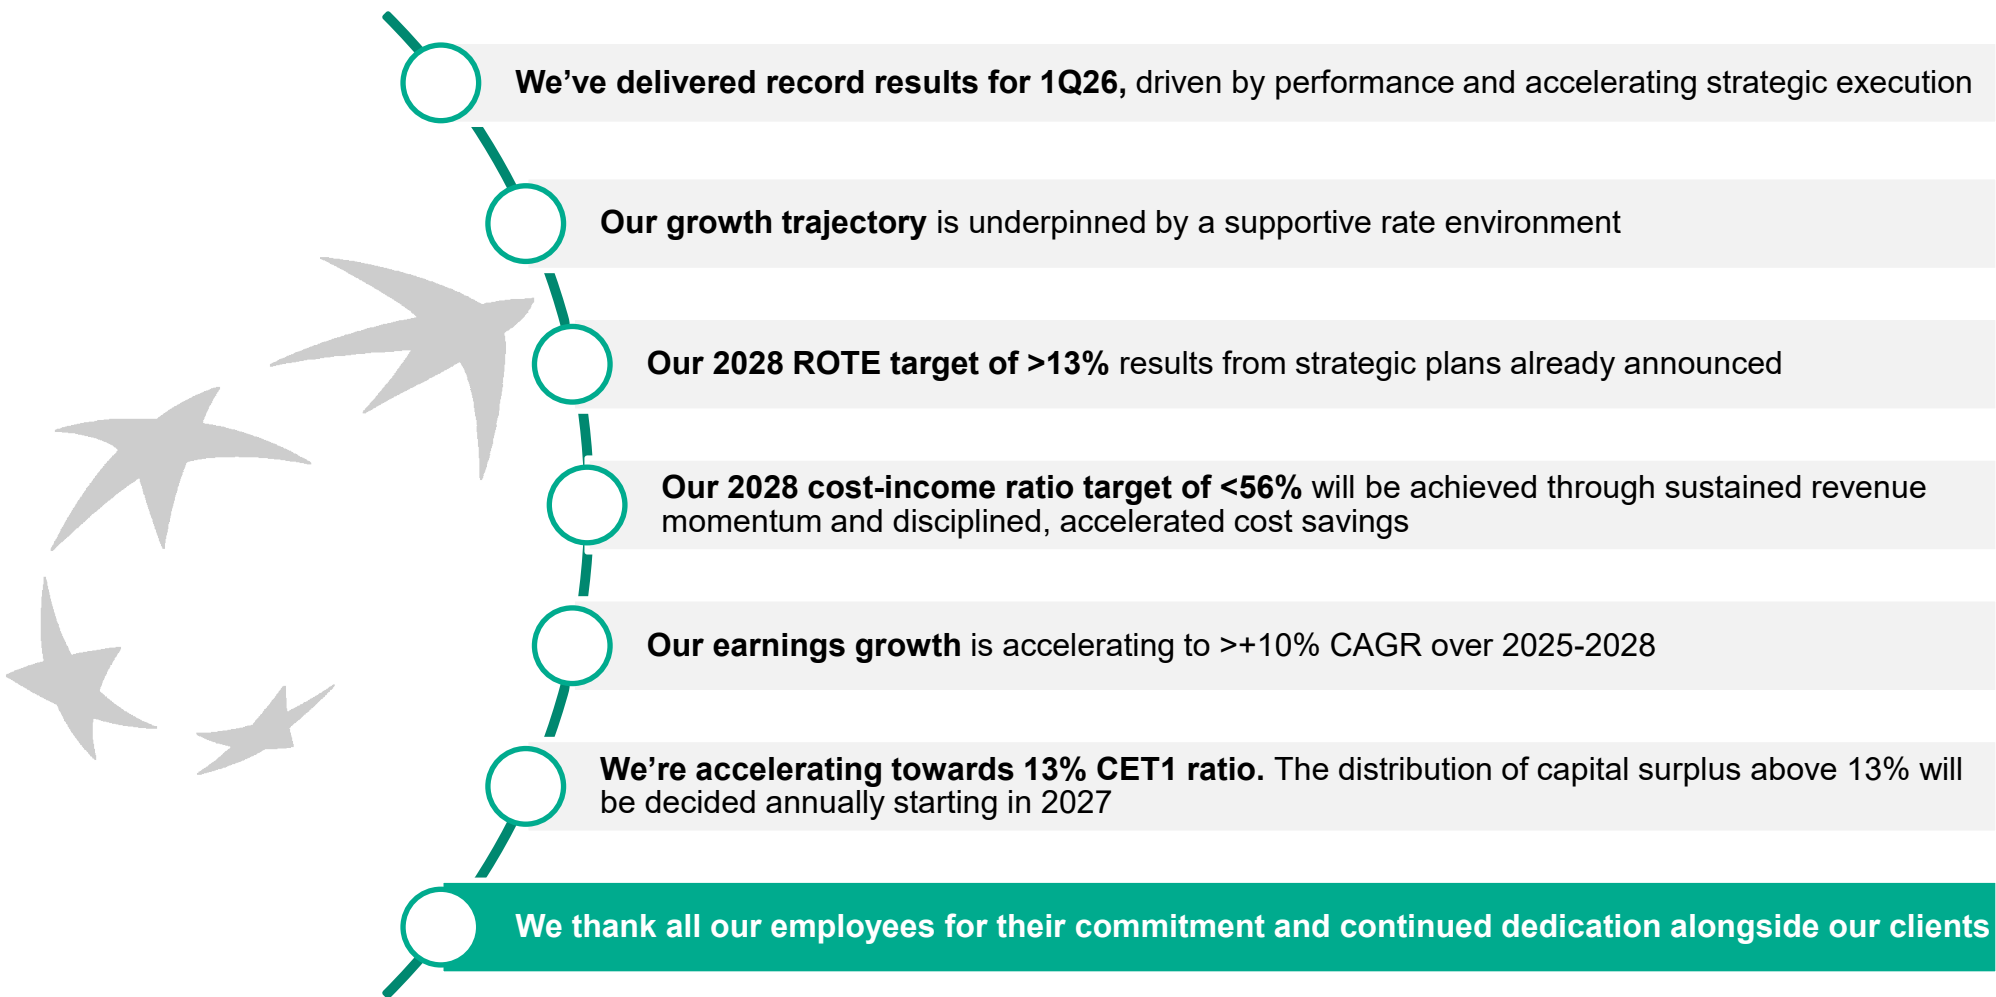 We’ve delivered record results for 1Q26, driven by performance and accelerating strategic execution
Our growth trajectory is underpinned by a supportive rate environment
Our 2028 ROTE target of >13% results from strategic plans already announced
Our 2028 cost-income ratio target of <56% will be achieved through sustained revenue
momentum and disciplined, accelerated cost savings
Our earnings growth is accelerating to >+10% CAGR over 2025-2028
We’re accelerating towards 13% CET1 ratio. The distribution of capital surplus above 13% will
be decided annually starting in 2027
We thank all our employees for their commitment and continued dedication alongside our clients